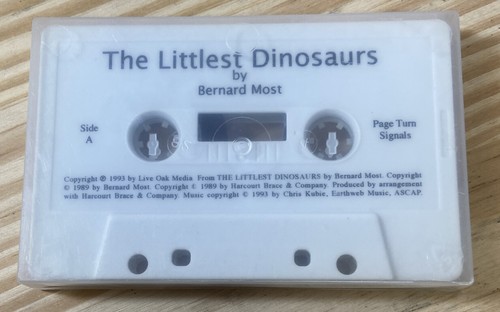 The Littlest Dinosaurs
by
Bernard Most
Side
A
Page Turn
Signals
Copyright ℗ 1993 by Live Oak Media From THE LITTLEST DINOSAURS by Bernard Most. Copyright
© 1989 by Bernard Most. Copyright © 1989 by Harcourt Brace & Company. Produced by arrangement
with Harcourt Brace & Company. Music copyright © 1993 by Chris Kubie, Earthweb Music, ASCAP.